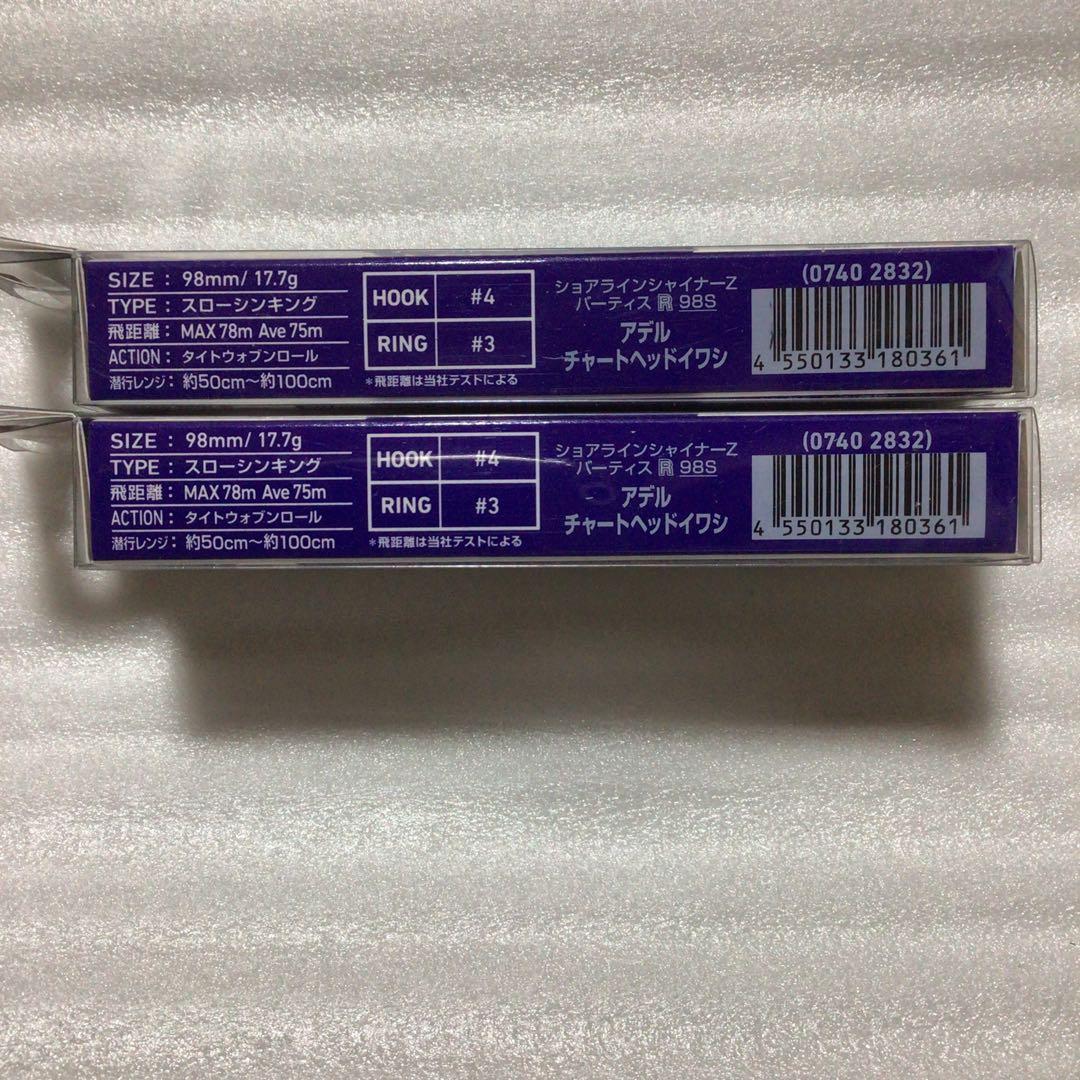 SIZE : 98mm/ 17.7g
TYPE : スローシンキング
飛距離 : MAX78m Ave75m
ACTION : タイトウォブンロール
潜行レンジ : 約50cm〜約100cm
HOOK #4
RING #3
*飛距離は当社テストによる
ショアラインシャイナーZ
バーティス R 98S
アデル
チャートヘッドイワシ
(0740 2832)
4 550133 180361
SIZE : 98mm/ 17.7g
TYPE : スローシンキング
飛距離 : MAX78m Ave75m
ACTION : タイトウォブンロール
潜行レンジ : 約50cm〜約100cm
HOOK #4
RING #3
*飛距離は当社テストによる
ショアラインシャイナーZ
バーティス R 98S
アデル
チャートヘッドイワシ
(0740 2832)
4 550133 180361